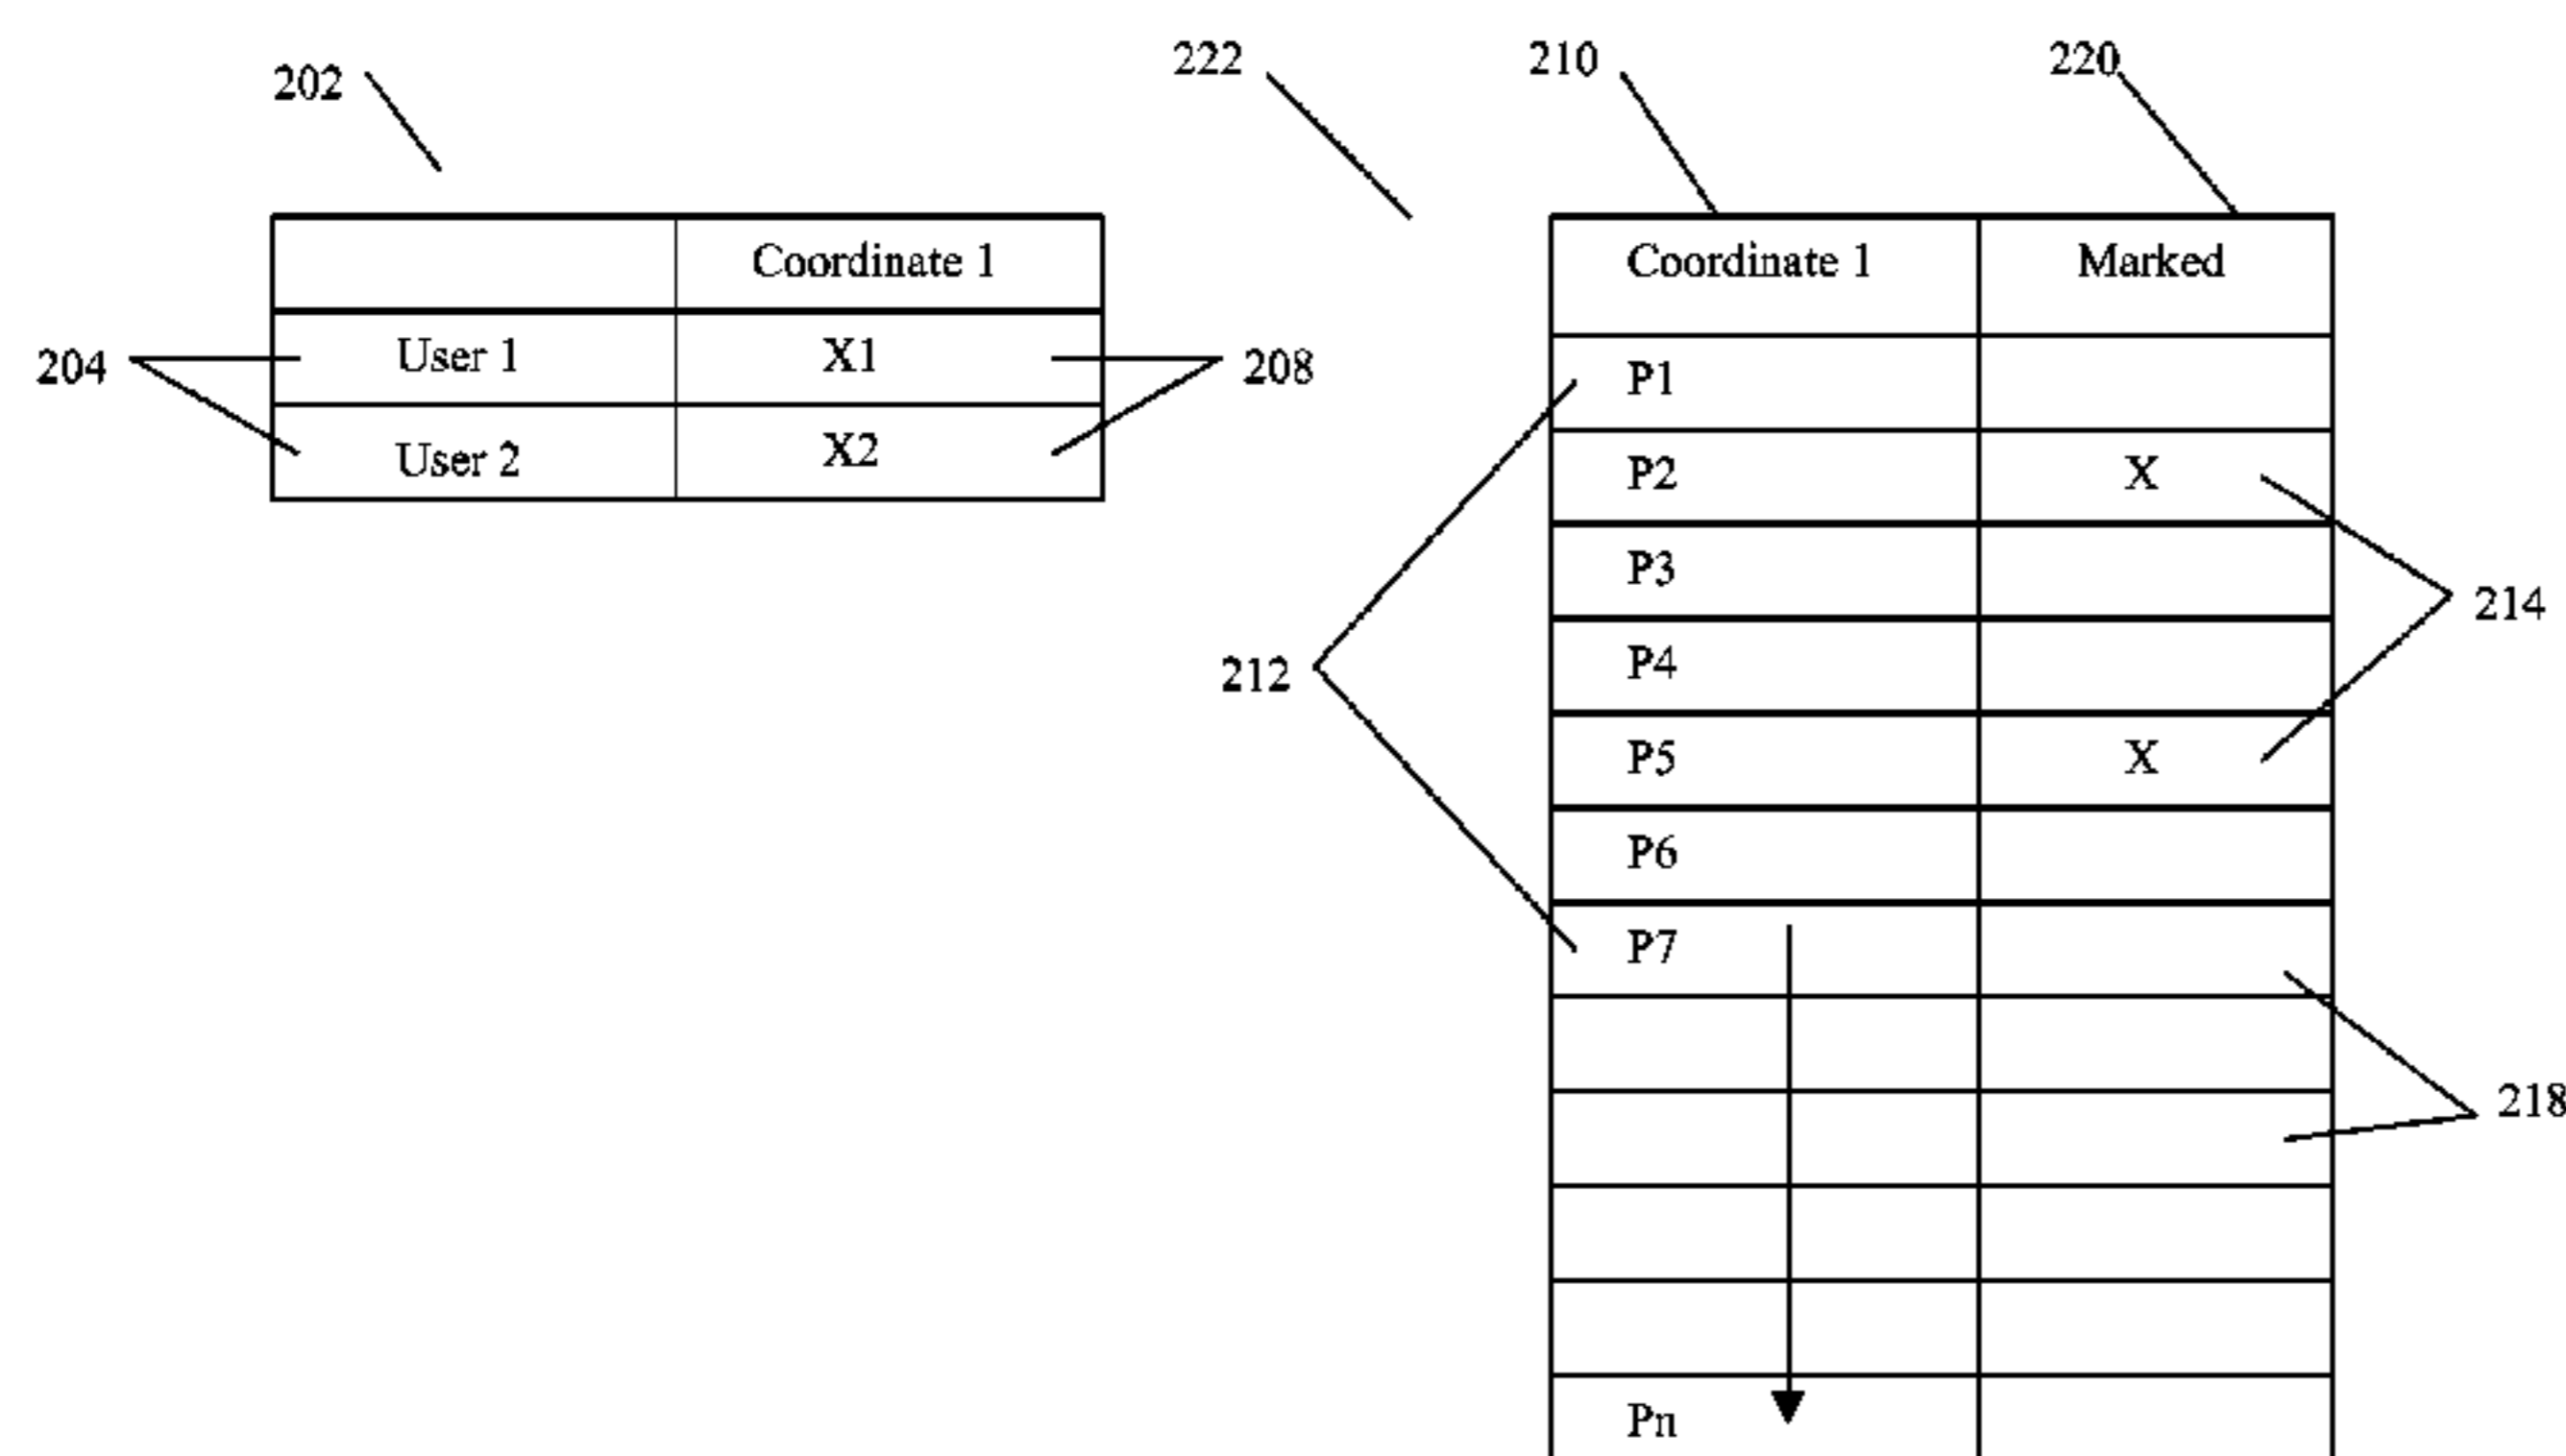 202
222
210
220
Coordinate 1
User 1 X1
User 2 X2
204
208
Coordinate 1 Marked
P1
P2 X
P3
P4
P5 X
P6
P7
Pn
212
214
218